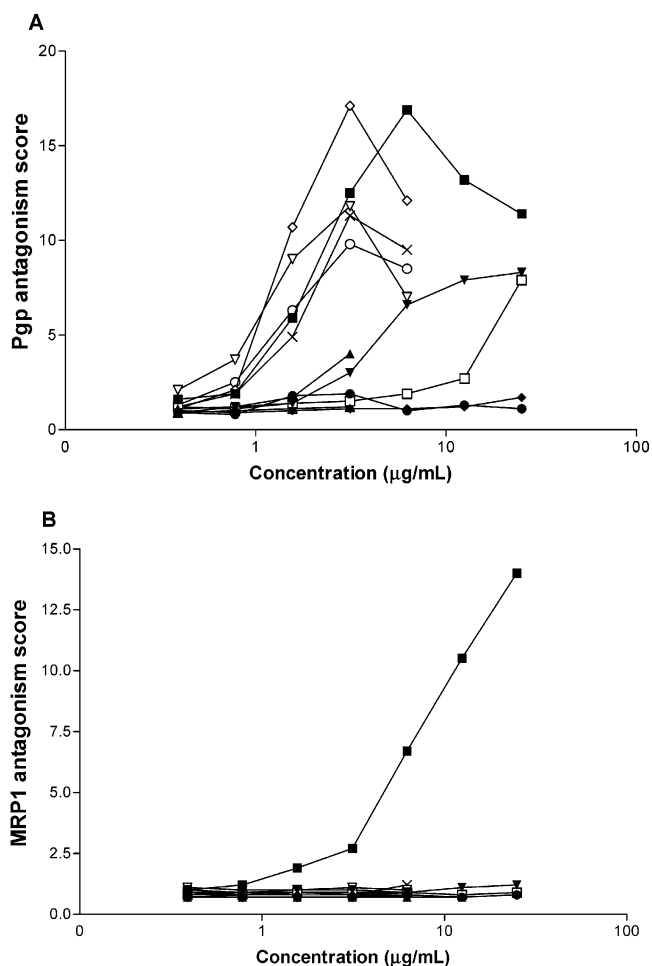 A
20
15
10
5
0
Pgp antagonism score
0 1 10 100
Concentration (μg/mL)
B
15.0
12.5
10.0
7.5
5.0
2.5
0.0
MRP1 antagonism score
0 1 10 100
Concentration (μg/mL)